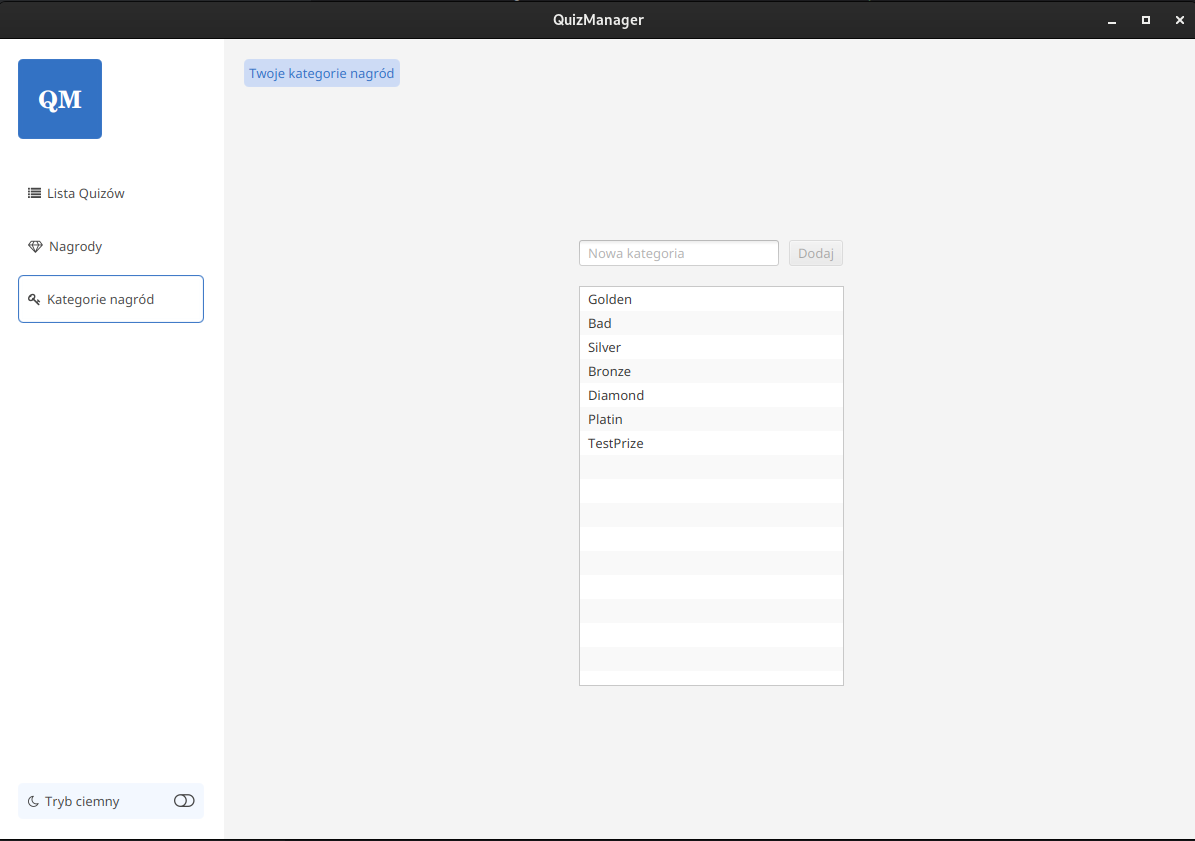 QuizManager
QM
Lista Quizów
Nagrody
Kategorie nagród
Tryb ciemny
Twoje kategorie nagród
Nowa kategoria
Dodaj
Golden
Bad
Silver
Bronze
Diamond
Platin
TestPrize